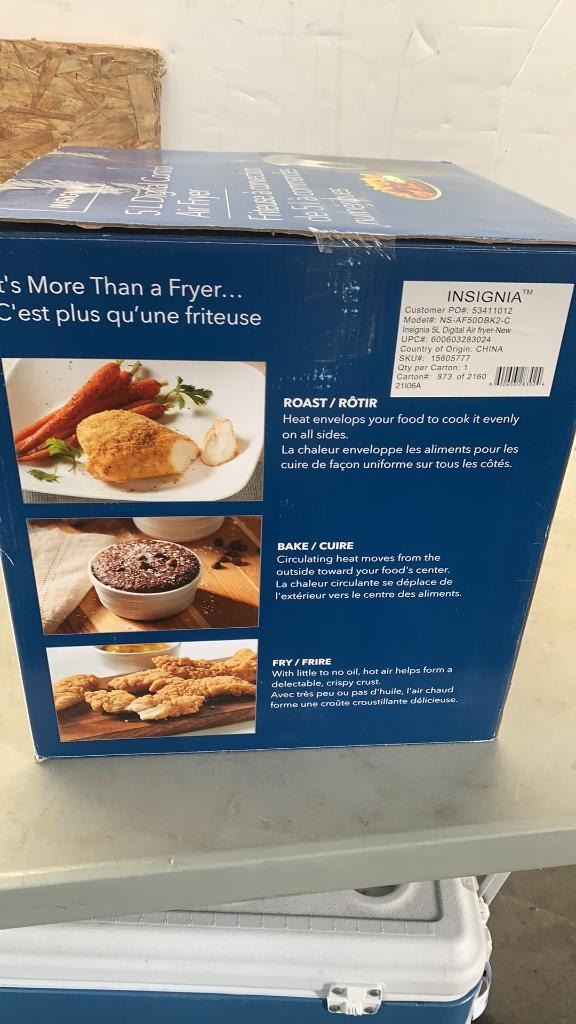 INSIGNIA
5 L Digital
Air Fryer
Friteuse à
de 5 l à commande
t's More Than a Fryer...
C'est plus qu'une friteuse
INSIGNIA™
Customer PO#: 53411012
Model#: NS-AF50DBK2-C
Insignia 5L Digital Air fryer-New
UPC#: 600603283024
Country of Origin: CHINA
SKU#: 15605777
Qty per Carton: 1
Carton#: 873 of 2160
21I06A
ROAST / RÔTIR
Heat envelops your food to cook it evenly
on all sides.
La chaleur enveloppe les aliments pour les
cuire de façon uniforme sur tous les côtés.
BAKE / CUIRE
Circulating heat moves from the
outside toward your food's center.
La chaleur circulante se déplace de
l'extérieur vers le centre des aliments.
FRY / FRIRE
With little to no oil, hot air helps form a
delectable, crispy crust.
Avec très peu ou pas d'huile, l'air chaud
forme une croûte croustillante délicieuse.